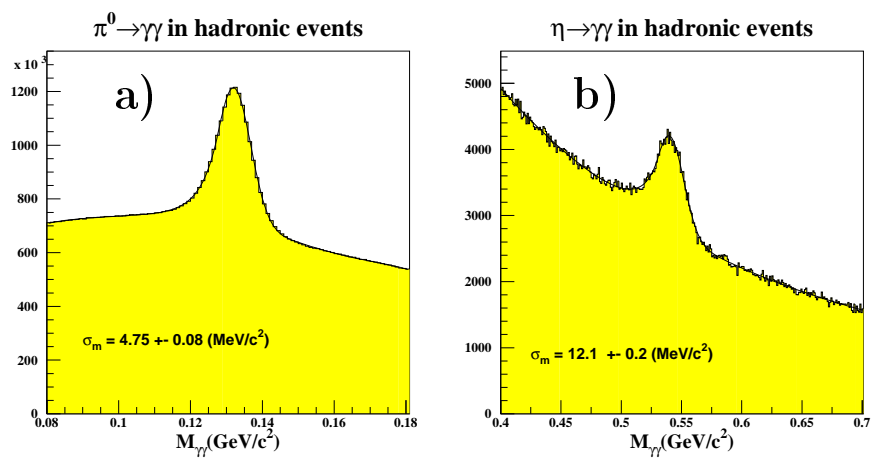 π⁰→γγ in hadronic events
x 10³
a)
1200
1000
800
600
400
200
0
σm = 4.75 +- 0.08 (MeV/c²)
0.08 0.1 0.12 0.14 0.16 0.18
Mγγ(GeV/c²)
η→γγ in hadronic events
b)
5000
4000
3000
2000
1000
0
σm = 12.1 +- 0.2 (MeV/c²)
0.4 0.45 0.5 0.55 0.6 0.65 0.7
Mγγ(GeV/c²)